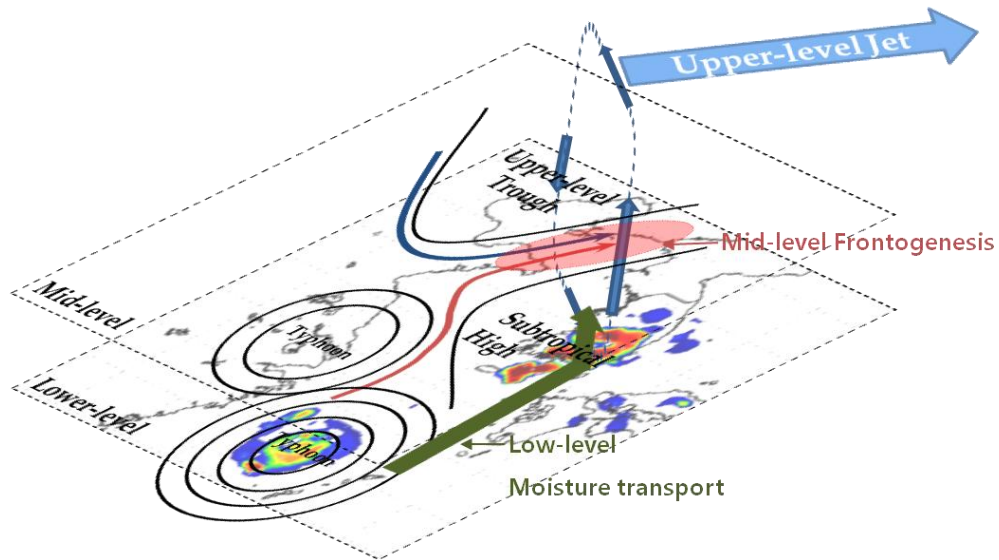 Upper-level Jet
Upper-level
Trough
Mid-level Frontogenesis
Mid-level
Typhoon
Subtropical
High
Lower-level
Typhoon
Low-level
Moisture transport